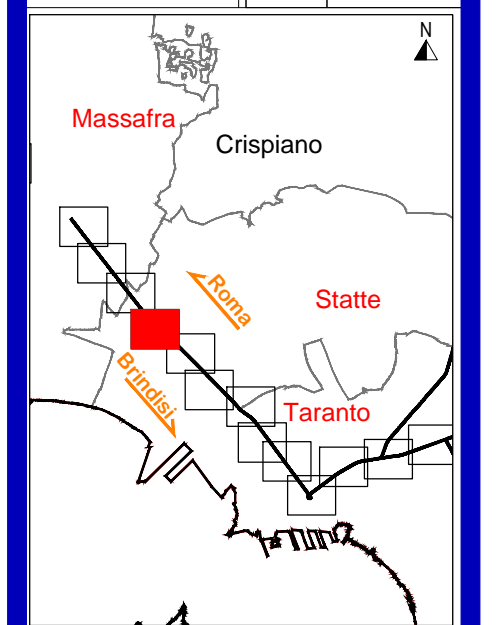 N
Massafra
Crispiano
Roma
Statte
Brindisi
Taranto